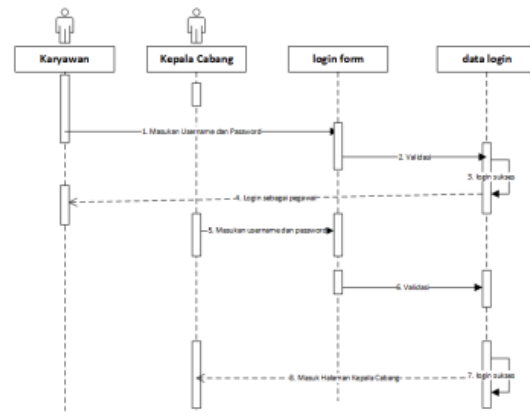 Karyawan
Kepala Cabang
login form
data login
1. Masukan Username dan Password
2. Validasi
3. login sukses
4. Login sebagai pegawai
5. Masukan username dan password
6. Validasi
7. login sukses
8. Masuk Halaman Kepala Cabang